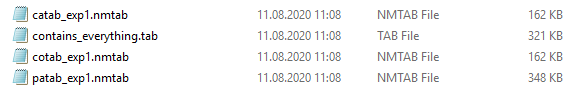 catab_exp1.nmtab 11.08.2020 11:08 NMTAB File 162 KB
contains_everything.tab 11.08.2020 11:08 TAB File 321 KB
cotab_exp1.nmtab 11.08.2020 11:08 NMTAB File 162 KB
patab_exp1.nmtab 11.08.2020 11:08 NMTAB File 348 KB